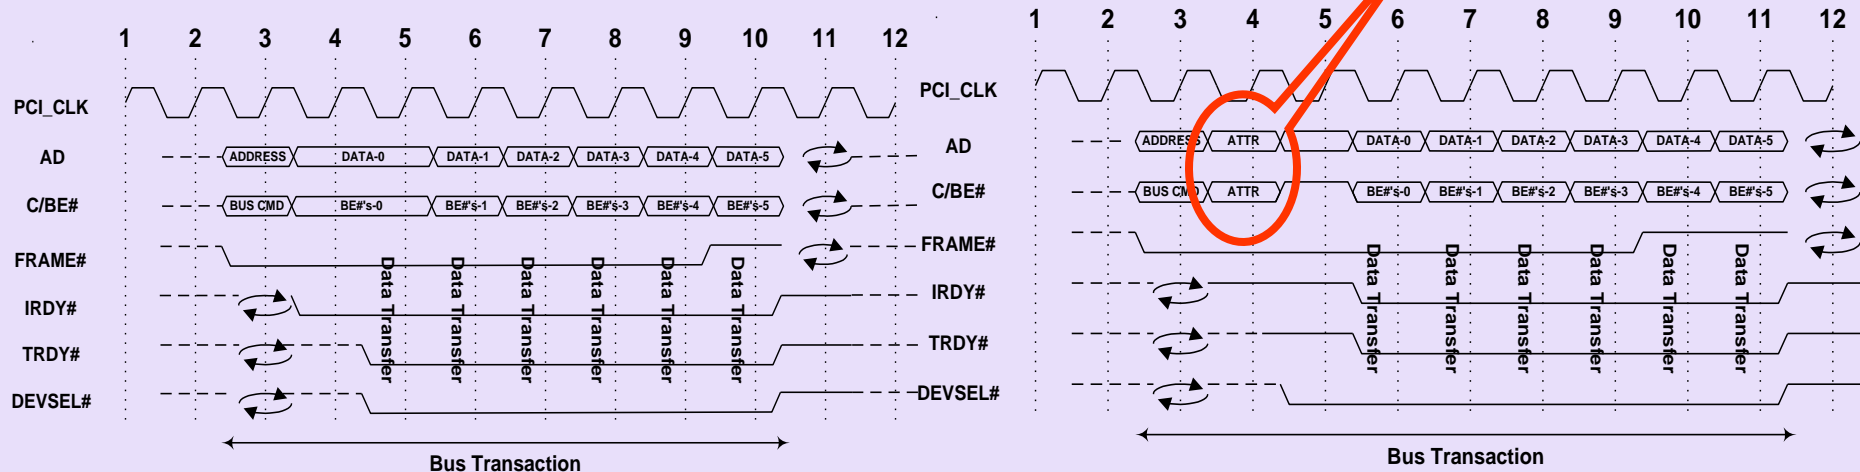 1 2 3 4 5 6 7 8 9 10 11 12
PCI_CLK
AD
ADDRESS DATA-0 DATA-1 DATA-2 DATA-3 DATA-4 DATA-5
C/BE#
BUS CMD BE#'s-0 BE#'s-1 BE#'s-2 BE#'s-3 BE#'s-4 BE#'s-5
FRAME#
IRDY#
TRDY#
DEVSEL#
Data Transfer
Data Transfer
Data Transfer
Data Transfer
Data Transfer
Data Transfer
Bus Transaction
1 2 3 4 5 6 7 8 9 10 11 12
PCI_CLK
AD
ADDRESS ATTR DATA-0 DATA-1 DATA-2 DATA-3 DATA-4 DATA-5
C/BE#
BUS CMD ATTR BE#'s-0 BE#'s-1 BE#'s-2 BE#'s-3 BE#'s-4 BE#'s-5
FRAME#
IRDY#
TRDY#
DEVSEL#
Data Transfer
Data Transfer
Data Transfer
Data Transfer
Data Transfer
Data Transfer
Bus Transaction